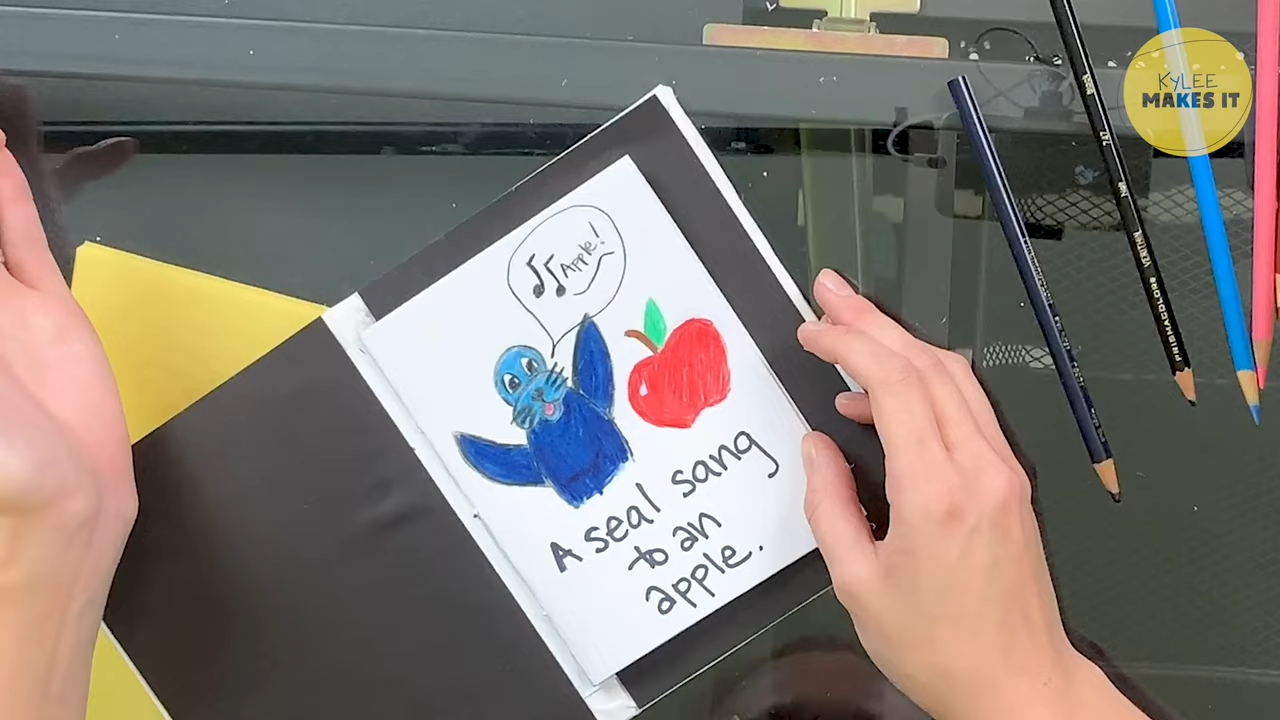 KYLEE
MAKES IT
Apple!
A seal sang
to an
apple.
PRISMACOLOR VERITHIN